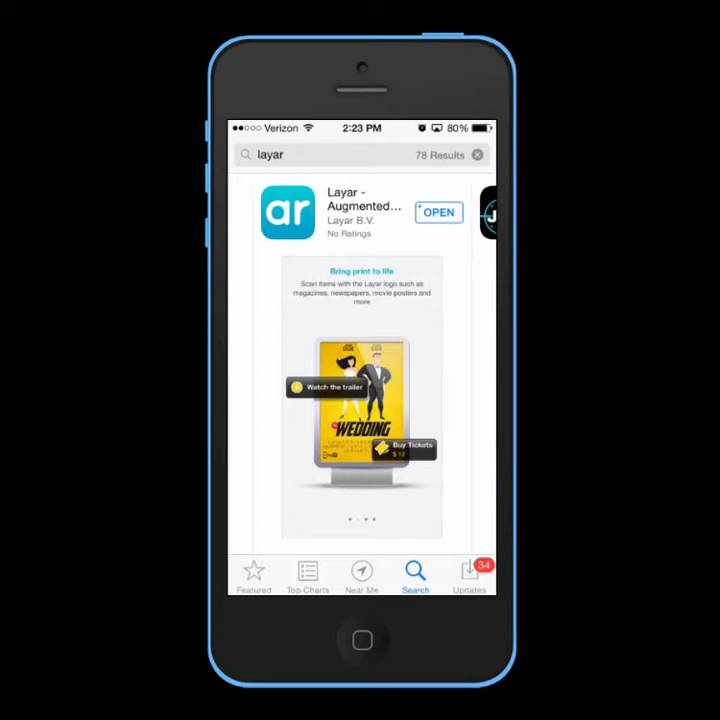 Verizon 2:23 PM 80%
layar 78 Results
ar
Layar -
Augmented...
Layar B.V.
No Ratings
OPEN
Bring print to life
Scan items with the Layar logo such as
magazines, newspapers, movie posters and
more
Watch the trailer
WEDDING
Buy Tickets
$ 12
Featured Top Charts Near Me Search Updates
34